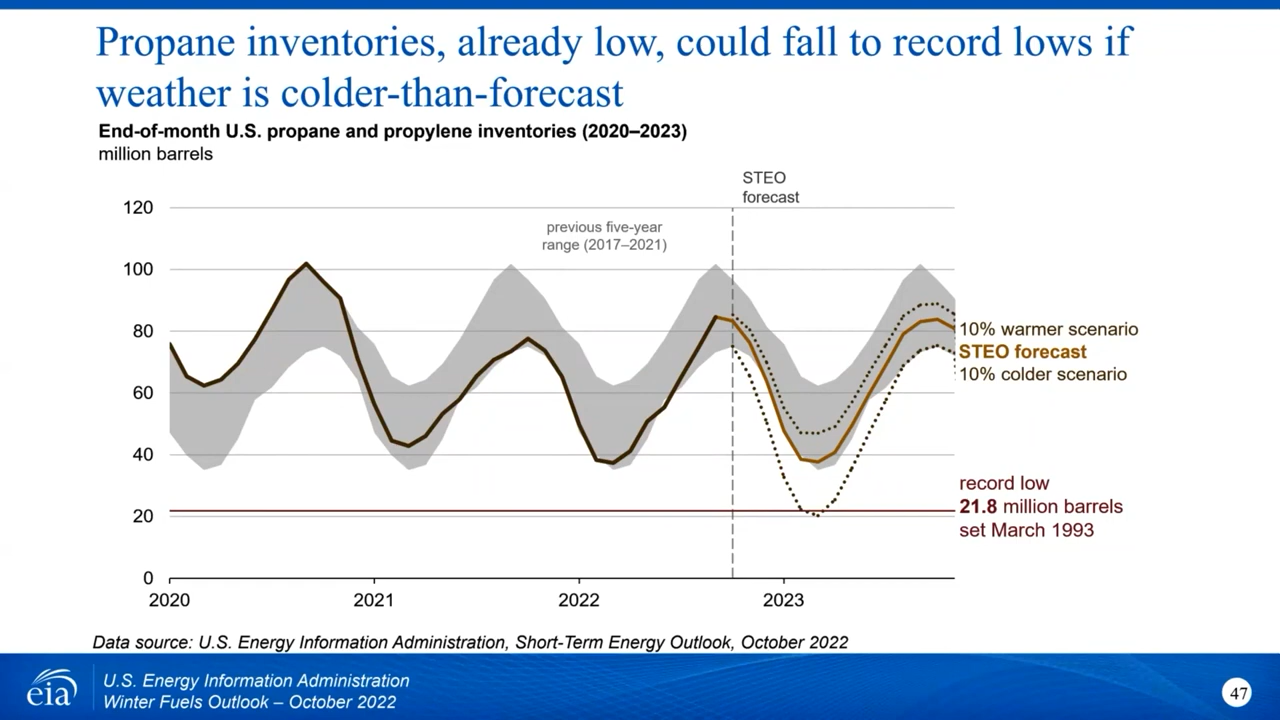 Propane inventories, already low, could fall to record lows if
weather is colder-than-forecast
End-of-month U.S. propane and propylene inventories (2020–2023)
million barrels
STEO
forecast
previous five-year
range (2017–2021)
120
100
80
60
40
20
0
2020
2021
2022
2023
10% warmer scenario
STEO forecast
10% colder scenario
record low
21.8 million barrels
set March 1993
Data source: U.S. Energy Information Administration, Short-Term Energy Outlook, October 2022
eia
U.S. Energy Information Administration
Winter Fuels Outlook – October 2022
47